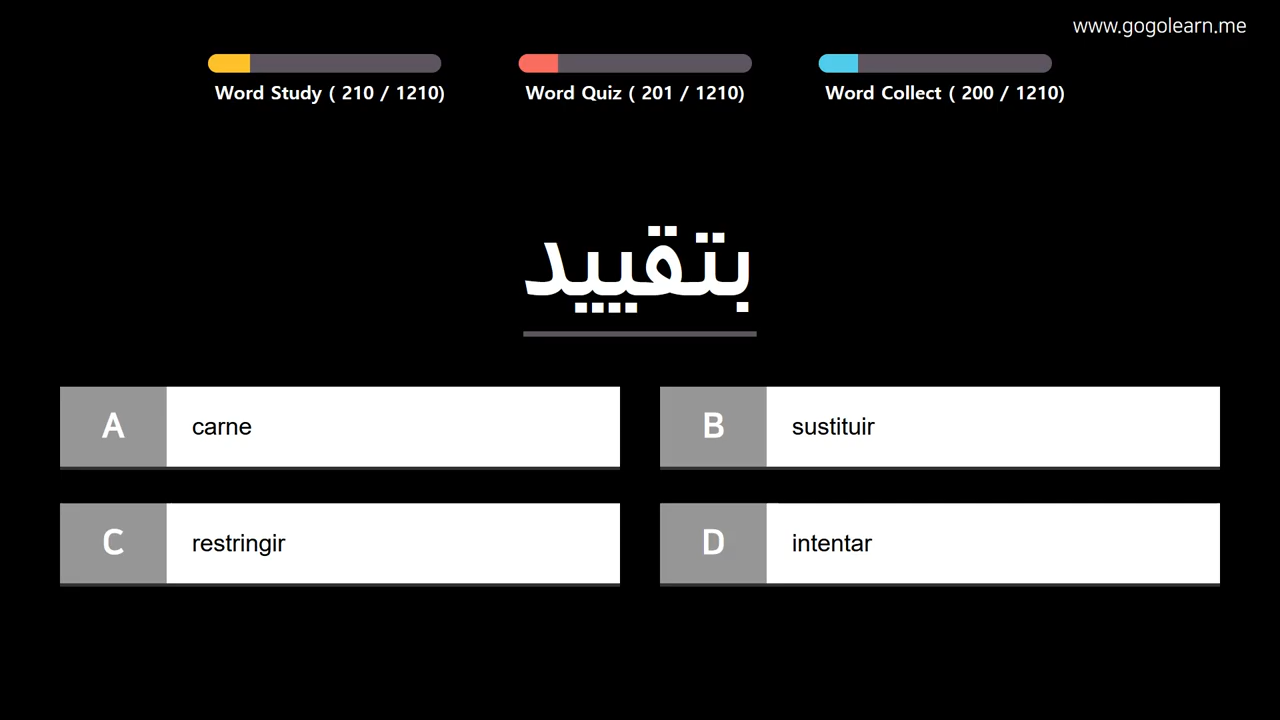 www.gogolearn.me
Word Study ( 210 / 1210)
Word Quiz ( 201 / 1210)
Word Collect ( 200 / 1210)
بتقييد
A carne
B sustituir
C restringir
D intentar